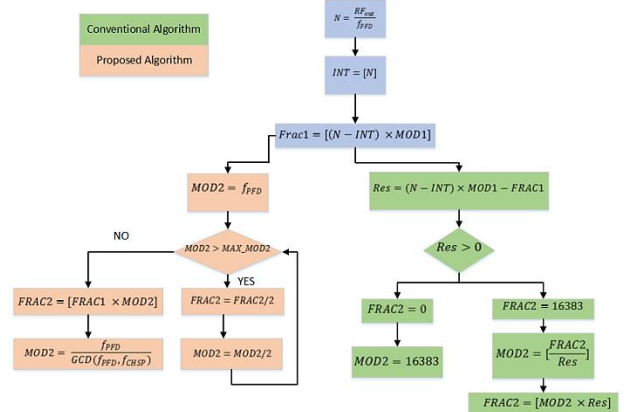 Conventional Algorithm
Proposed Algorithm
N = RF_out / f_PFD
INT = [N]
Frac1 = [(N − INT) × MOD1]
MOD2 = f_PFD
Res = (N − INT) × MOD1 − FRAC1
MOD2 > MAX_MOD2
NO
YES
Res > 0
FRAC2 = [FRAC1 × MOD2]
FRAC2 = FRAC2/2
FRAC2 = 0
FRAC2 = 16383
MOD2 = f_PFD / GCD(f_PFD, f_CHSP)
MOD2 = MOD2/2
MOD2 = 16383
MOD2 = [FRAC2 / Res]
FRAC2 = [MOD2 × Res]